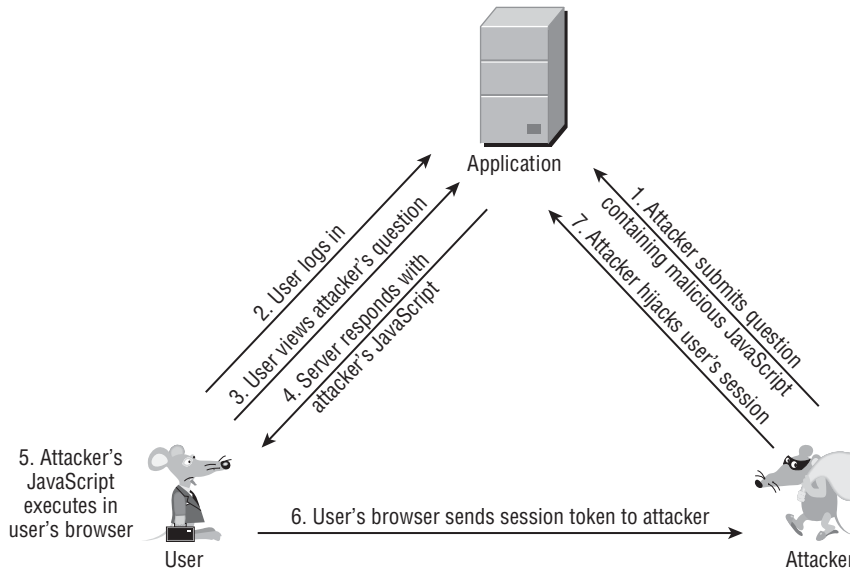 Application
1. Attacker submits question
containing malicious JavaScript
7. Attacker hijacks user's session
2. User logs in
3. User views attacker's question
4. Server responds with
attacker's JavaScript
5. Attacker's
JavaScript
executes in
user's browser
6. User's browser sends session token to attacker
User
Attacker